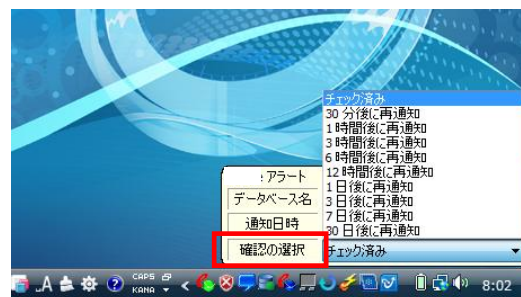 チェック済み
30 分後に再通知
1 時間後に再通知
3 時間後に再通知
6 時間後に再通知
12 時間後に再通知
1 日後に再通知
3 日後に再通知
7 日後に再通知
30 日後に再通知
: アラート
データベース名
通知日時
確認の選択 チェック済み
A CAPS KANA 8:02